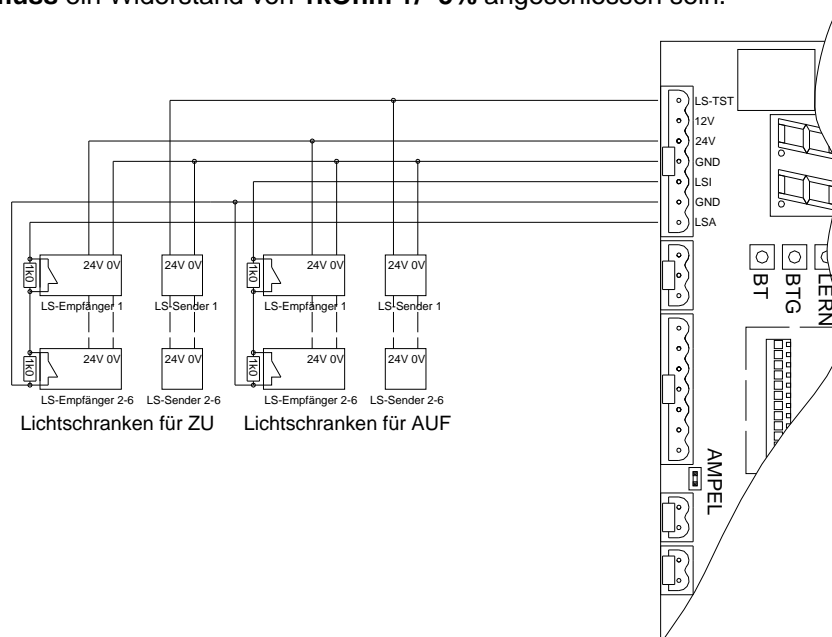 muss ein Widerstand von 1kOhm +/- 5% angeschlossen sein.
LS-TST
12V
24V
GND
LSI
GND
LSA
24V 0V
24V 0V
24V 0V
24V 0V
1k0
1k0
LS-Empfänger 1
LS-Sender 1
LS-Empfänger 1
LS-Sender 1
24V 0V
24V 0V
24V 0V
24V 0V
1k0
1k0
LS-Empfänger 2-6
LS-Sender 2-6
LS-Empfänger 2-6
LS-Sender 2-6
Lichtschranken für ZU
Lichtschranken für AUF
BT
BTG
LERN
AMPEL